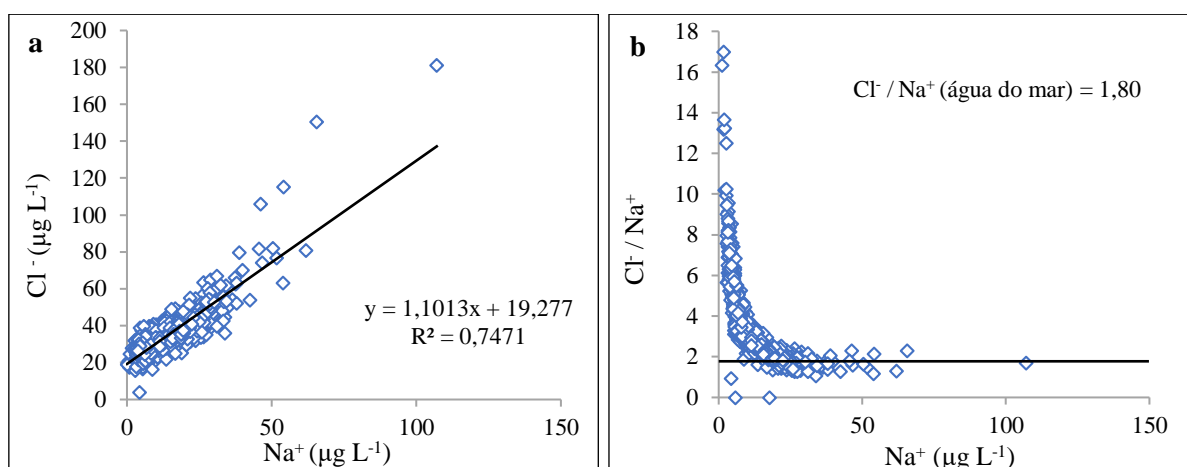 a
Cl⁻ (µg L⁻¹)
200
180
160
140
120
100
80
60
40
20
0
0 50 100 150
Na⁺ (µg L⁻¹)
y = 1,1013x + 19,277
R² = 0,7471
b
Cl⁻ / Na⁺
18
16
14
12
10
8
6
4
2
0
0 50 100 150
Na⁺ (µg L⁻¹)
Cl⁻ / Na⁺ (água do mar) = 1,80